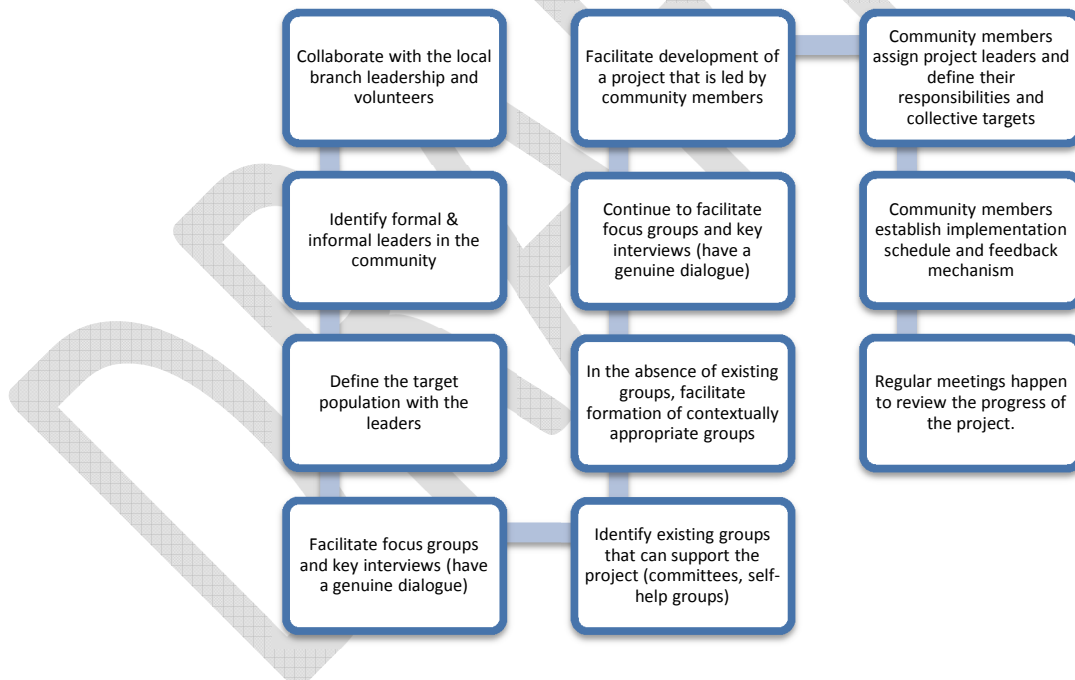 Collaborate with the local
branch leadership and
volunteers
Identify formal &
informal leaders in the
community
Define the target
population with the
leaders
Facilitate focus groups
and key interviews (have
a genuine dialogue)
Identify existing groups
that can support the
project (committees, self-
help groups)
In the absence of existing
groups, facilitate
formation of contextually
appropriate groups
Continue to facilitate
focus groups and key
interviews (have a
genuine dialogue)
Facilitate development of
a project that is led by
community members
Community members
assign project leaders and
define their
responsibilities and
collective targets
Community members
establish implementation
schedule and feedback
mechanism
Regular meetings happen
to review the progress of
the project.